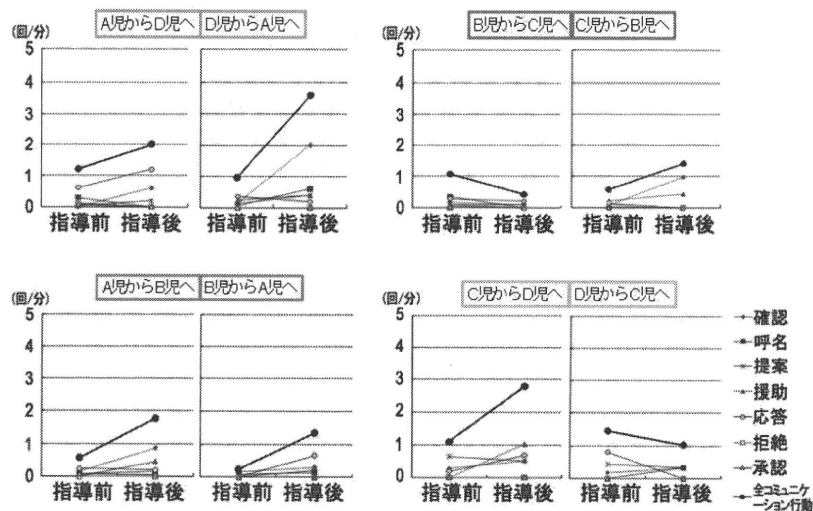 A児からD児へ D児からA児へ
(回/分)
5
4
3
2
1
0
指導前 指導後 指導前 指導後
B児からC児へ C児からB児へ
(回/分)
5
4
3
2
1
0
指導前 指導後 指導前 指導後
A児からB児へ B児からA児へ
(回/分)
5
4
3
2
1
0
指導前 指導後 指導前 指導後
C児からD児へ D児からC児へ
(回/分)
5
4
3
2
1
0
指導前 指導後 指導前 指導後
確認
呼名
提案
援助
応答
拒絶
承認
全コミュニケ
ーション行動